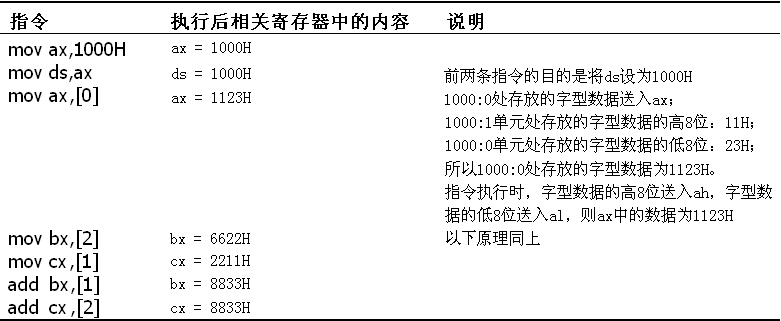 指令 执行后相关寄存器中的内容 说明
mov ax,1000H ax = 1000H
mov ds,ax ds = 1000H 前两条指令的目的是将ds设为1000H
mov ax,[0] ax = 1123H 1000:0处存放的字型数据送入ax；
1000:1单元处存放的字型数据的高8位：11H；
1000:0单元处存放的字型数据的低8位：23H；
所以1000:0处存放的字型数据为1123H。
指令执行时，字型数据的高8位送入ah，字型数
据的低8位送入al，则ax中的数据为1123H
mov bx,[2] bx = 6622H 以下原理同上
mov cx,[1] cx = 2211H
add bx,[1] bx = 8833H
add cx,[2] cx = 8833H